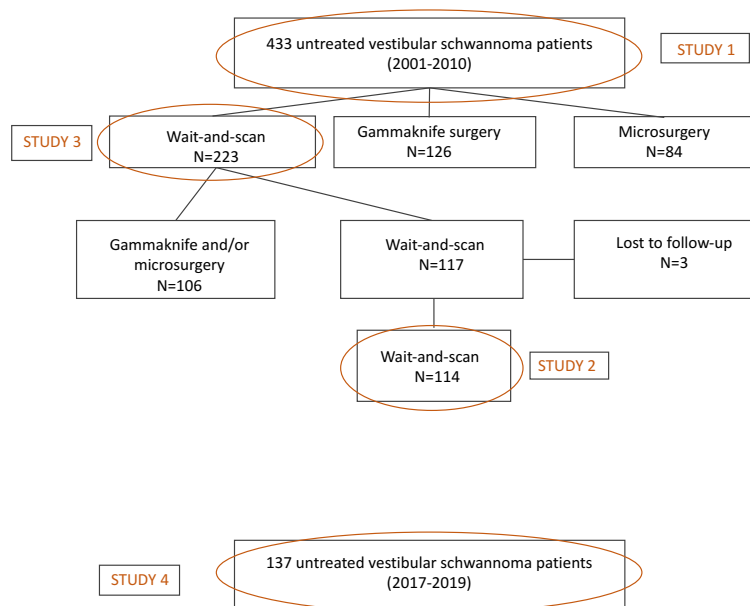 433 untreated vestibular schwannoma patients
(2001-2010)
STUDY 1
STUDY 3
Wait-and-scan
N=223
Gammaknife surgery
N=126
Microsurgery
N=84
Gammaknife and/or
microsurgery
N=106
Wait-and-scan
N=117
Lost to follow-up
N=3
Wait-and-scan
N=114
STUDY 2
137 untreated vestibular schwannoma patients
(2017-2019)
STUDY 4